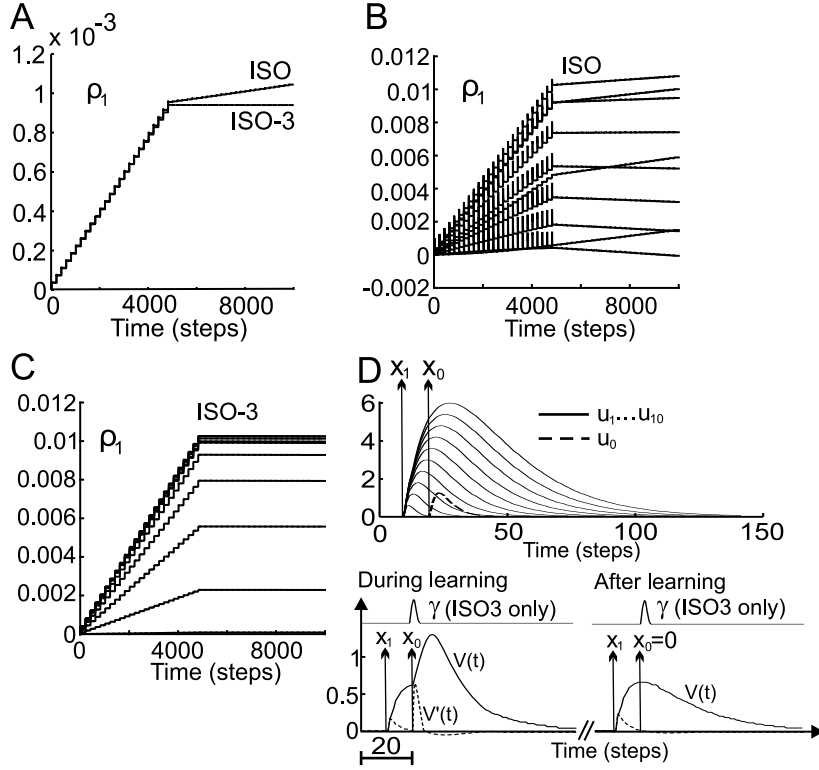 A
x 10⁻³
1.2
1
0.8
0.6
0.4
0.2
0
ρ₁
ISO
ISO-3
0 4000 8000
Time (steps)
B
0.012
0.01
0.008
0.006
0.004
0.002
0
-0.002
ρ₁
ISO
0 4000 8000
Time (steps)
C
0.012
0.01
0.008
0.006
0.004
0.002
0
ρ₁
ISO-3
0 4000 8000
Time (steps)
D
x₁ x₀
6
4
2
0
u₁...u₁₀
u₀
0 50 100 150
Time (steps)
During learning
γ (ISO3 only)
x₁ x₀
1
0.5
0
V(t)
V'(t)
20
After learning
γ (ISO3 only)
x₁ x₀=0
V(t)
Time (steps)